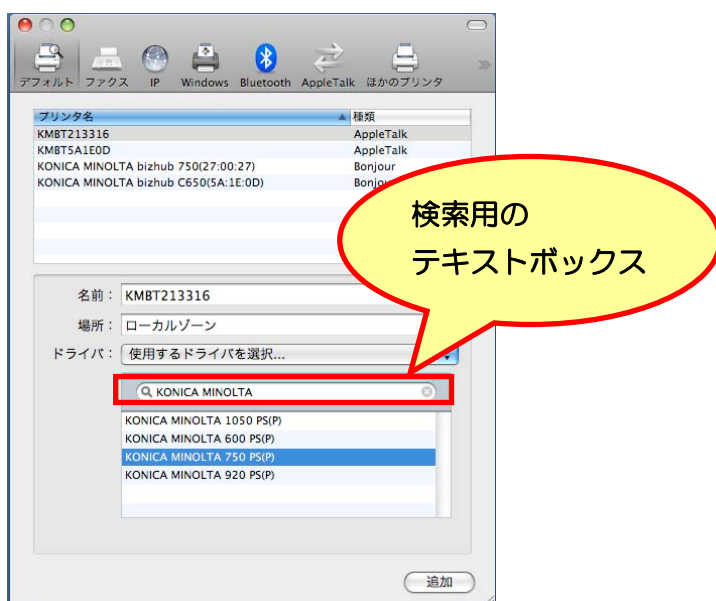 デフォルト ファクス IP Windows Bluetooth AppleTalk ほかのプリンタ
プリンタ名 種類
KMBT213316 AppleTalk
KMBT5A1E0D AppleTalk
KONICA MINOLTA bizhub 750(27:00:27) Bonjour
KONICA MINOLTA bizhub C650(5A:1E:0D) Bonjour
検索用の
テキストボックス
名前： KMBT213316
場所： ローカルゾーン
ドライバ： 使用するドライバを選択...
KONICA MINOLTA
KONICA MINOLTA 1050 PS(P)
KONICA MINOLTA 600 PS(P)
KONICA MINOLTA 750 PS(P)
KONICA MINOLTA 920 PS(P)
追加